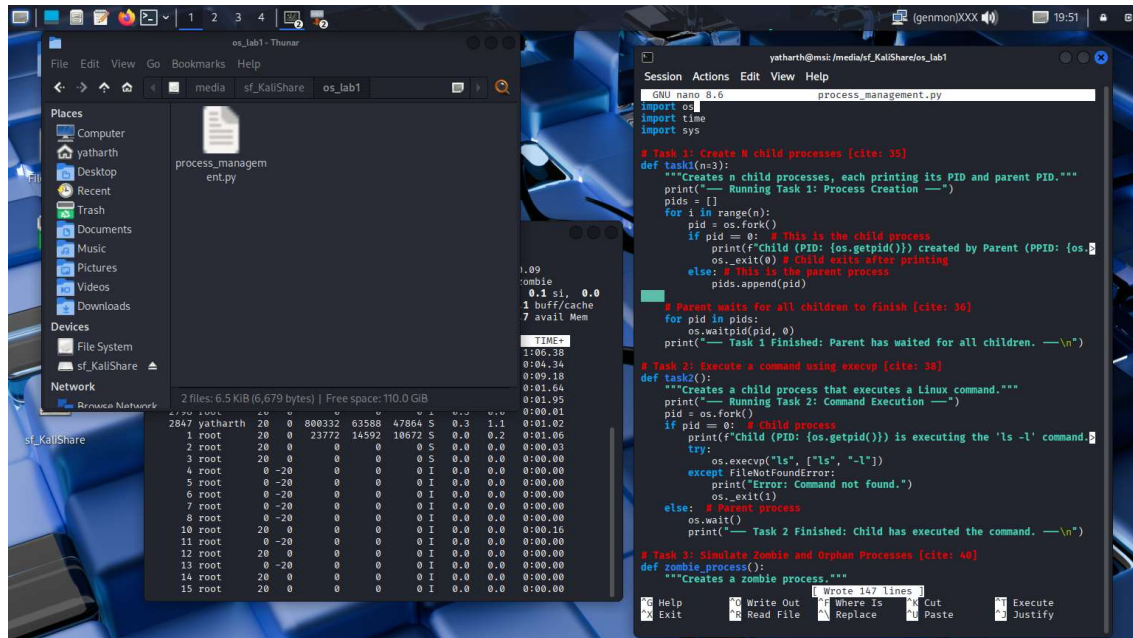 1 2 3 4
(genmon)XXX
19:51
os_lab1 - Thunar
File Edit View Go Bookmarks Help
media sf_KaliShare os_lab1
Places
Computer
yatharth
Desktop
Recent
Trash
Documents
Music
Pictures
Videos
Downloads
Devices
File System
sf_KaliShare
Network
Browse Network
process_managem
ent.py
2 files: 6.5 KiB (6,679 bytes) | Free space: 110.0 GiB
sf_KaliShare
0.1 si, 0.0
buff/cache
avail Mem
TIME+
1:06.38
0:04.34
0:09.18
0:01.64
0:01.95
0:00.01
2847 yatharth 20 0 800332 63588 47864 S 0.3 1.1 0:01.02
1 root 20 0 23772 14592 10672 S 0.0 0.2 0:01.06
2 root 20 0 0 0 0 S 0.0 0.0 0:00.03
3 root 20 0 0 0 0 S 0.0 0.0 0:00.00
4 root 0 -20 0 0 0 I 0.0 0.0 0:00.00
5 root 0 -20 0 0 0 I 0.0 0.0 0:00.00
6 root 0 -20 0 0 0 I 0.0 0.0 0:00.00
7 root 0 -20 0 0 0 I 0.0 0.0 0:00.00
8 root 0 -20 0 0 0 I 0.0 0.0 0:00.00
10 root 20 0 0 0 0 I 0.0 0.0 0:00.16
11 root 0 -20 0 0 0 I 0.0 0.0 0:00.00
12 root 20 0 0 0 0 I 0.0 0.0 0:00.00
13 root 0 -20 0 0 0 I 0.0 0.0 0:00.00
14 root 20 0 0 0 0 I 0.0 0.0 0:00.00
15 root 20 0 0 0 0 I 0.0 0.0 0:00.00
yatharth@msi: /media/sf_KaliShare/os_lab1
Session Actions Edit View Help
GNU nano 8.6 process_management.py
import os
import time
import sys
# Task 1: Create N child processes [cite: 35]
def task1(n=3):
"""Creates n child processes, each printing its PID and parent PID."""
print("--- Running Task 1: Process Creation ---")
pids = []
for i in range(n):
pid = os.fork()
if pid == 0: # This is the child process
print(f"Child (PID: {os.getpid()}) created by Parent (PPID: {os.>
os._exit(0) # Child exits after printing
else: # This is the parent process
pids.append(pid)
# Parent waits for all children to finish [cite: 36]
for pid in pids:
os.waitpid(pid, 0)
print("--- Task 1 Finished: Parent has waited for all children. ---\n")
# Task 2: Execute a command using execvp [cite: 38]
def task2():
"""Creates a child process that executes a Linux command."""
print("--- Running Task 2: Command Execution ---")
pid = os.fork()
if pid == 0: # Child process
print(f"Child (PID: {os.getpid()}) is executing the 'ls -l' command.>
try:
os.execvp("ls", ["ls", "-l"])
except FileNotFoundError:
print("Error: Command not found.")
os._exit(1)
else: # Parent process
os.wait()
print("--- Task 2 Finished: Child has executed the command. ---\n")
# Task 3: Simulate Zombie and Orphan Processes [cite: 40]
def zombie_process():
"""Creates a zombie process."""
[ Wrote 147 lines ]
^G Help ^O Write Out ^F Where Is ^K Cut ^T Execute
^X Exit ^R Read File ^\ Replace ^U Paste ^J Justify